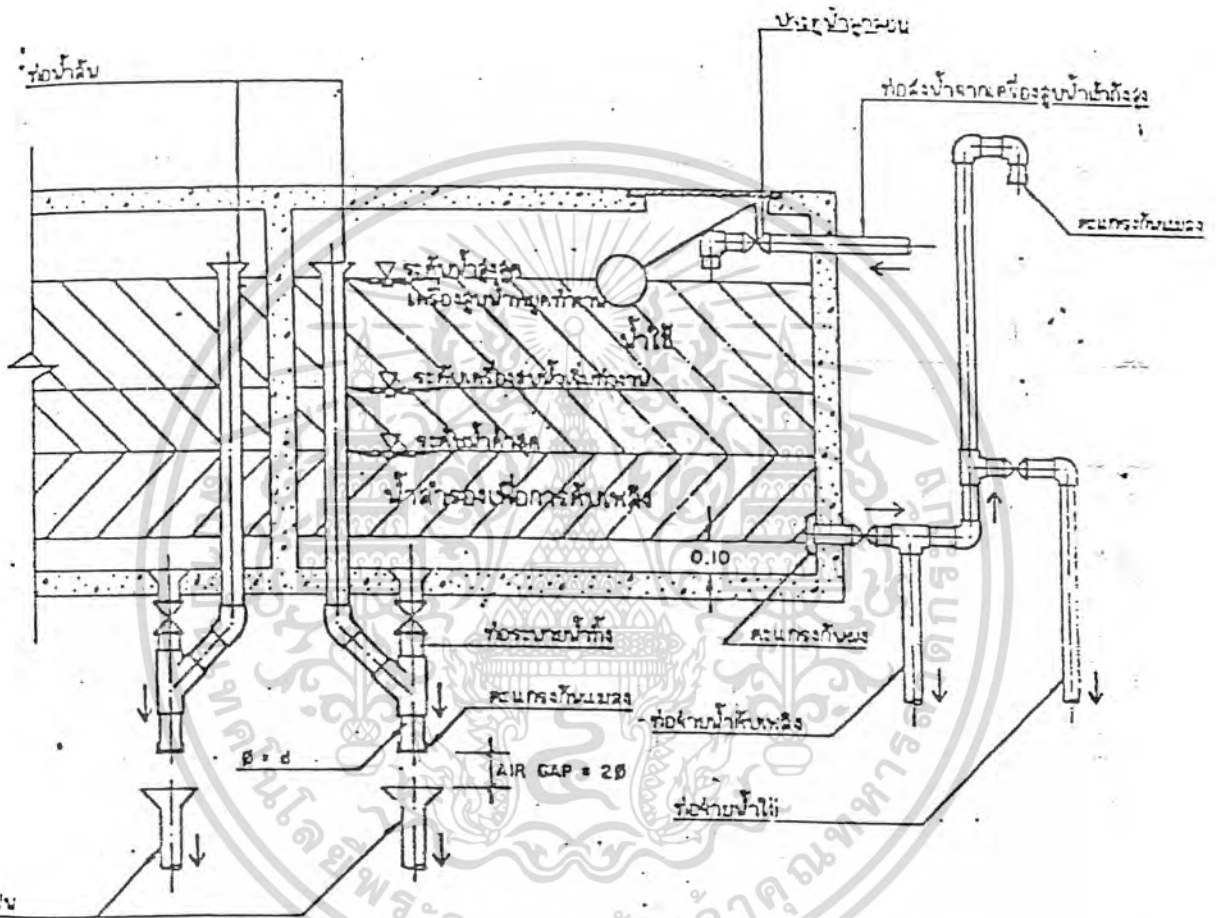 ท่อน้ำล้น
ประตูน้ำลูกลอย
ท่อส่งน้ำจากเครื่องสูบน้ำเข้าถังสูง
ตะแกรงกันแมลง
ระดับน้ำสูงสุด
เครื่องสูบน้ำหยุดทำงาน
น้ำใช้
ระดับเครื่องสูบน้ำเริ่มทำงาน
ระดับน้ำต่ำสุด
น้ำสำรองเพื่อการดับเพลิง
0.10
ท่อระบายน้ำทิ้ง
ตะแกรงกันผง
ตะแกรงกันแมลง
ท่อจ่ายน้ำดับเพลิง
Ø = d
AIR GAP = 2Ø
ท่อจ่ายน้ำใช้